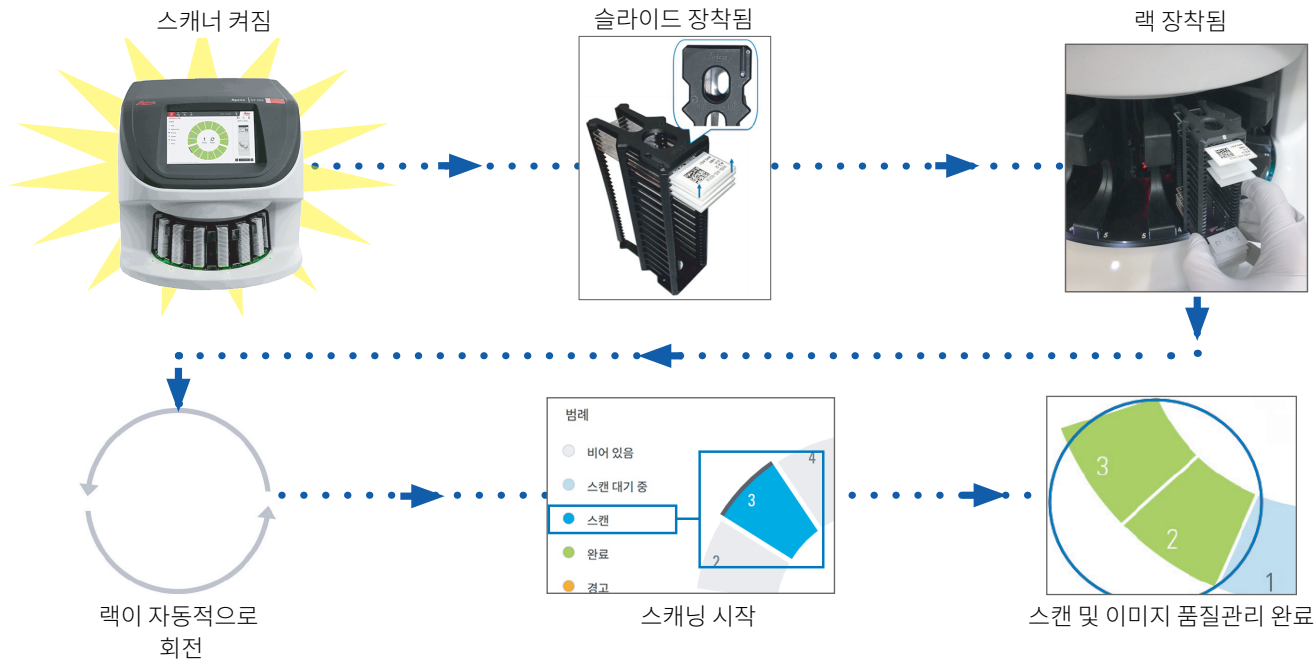 스캐너 켜짐
슬라이드 장착됨
랙 장착됨
랙이 자동적으로
회전
범례
비어 있음
스캔 대기 중
스캔
완료
경고
4
3
2
스캐닝 시작
3
2
1
스캔 및 이미지 품질관리 완료